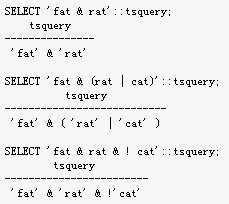 SELECT 'fat & rat'::tsquery;
tsquery
---------------
'fat' & 'rat'
SELECT 'fat & (rat | cat)'::tsquery;
tsquery
---------------------------
'fat' & ( 'rat' | 'cat' )
SELECT 'fat & rat & ! cat'::tsquery;
tsquery
------------------------
'fat' & 'rat' & !'cat'